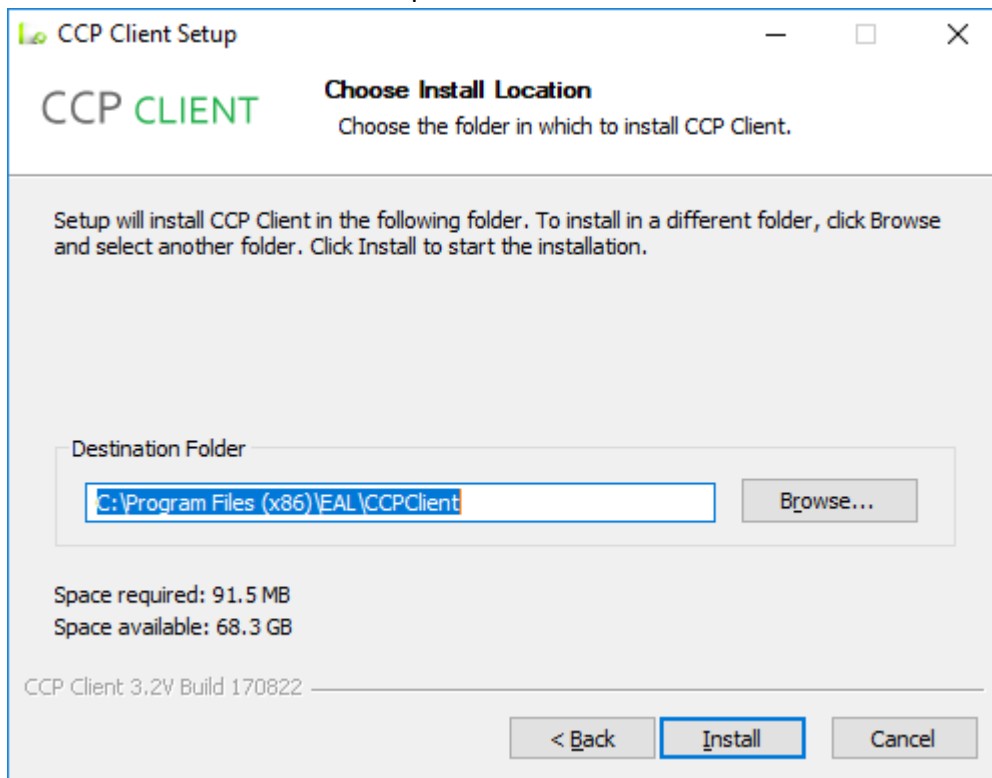 CCP Client Setup
CCP CLIENT
Choose Install Location
Choose the folder in which to install CCP Client.
Setup will install CCP Client in the following folder. To install in a different folder, click Browse
and select another folder. Click Install to start the installation.
Destination Folder
C:\Program Files (x86)\EAL\CCPClient
Browse...
Space required: 91.5 MB
Space available: 68.3 GB
CCP Client 3.2V Build 170822
< Back
Install
Cancel